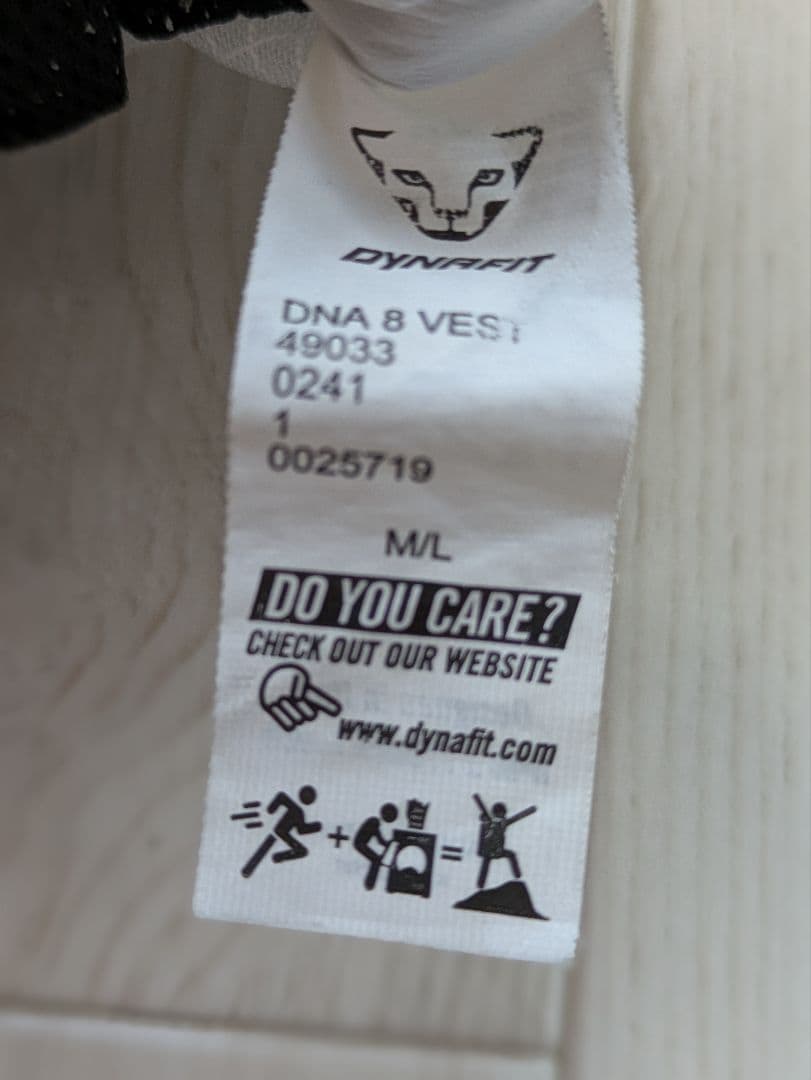 DYNAFIT
DNA 8 VEST
49033
0241
1
0025719
M/L
DO YOU CARE?
CHECK OUT OUR WEBSITE
www.dynafit.com
+
=